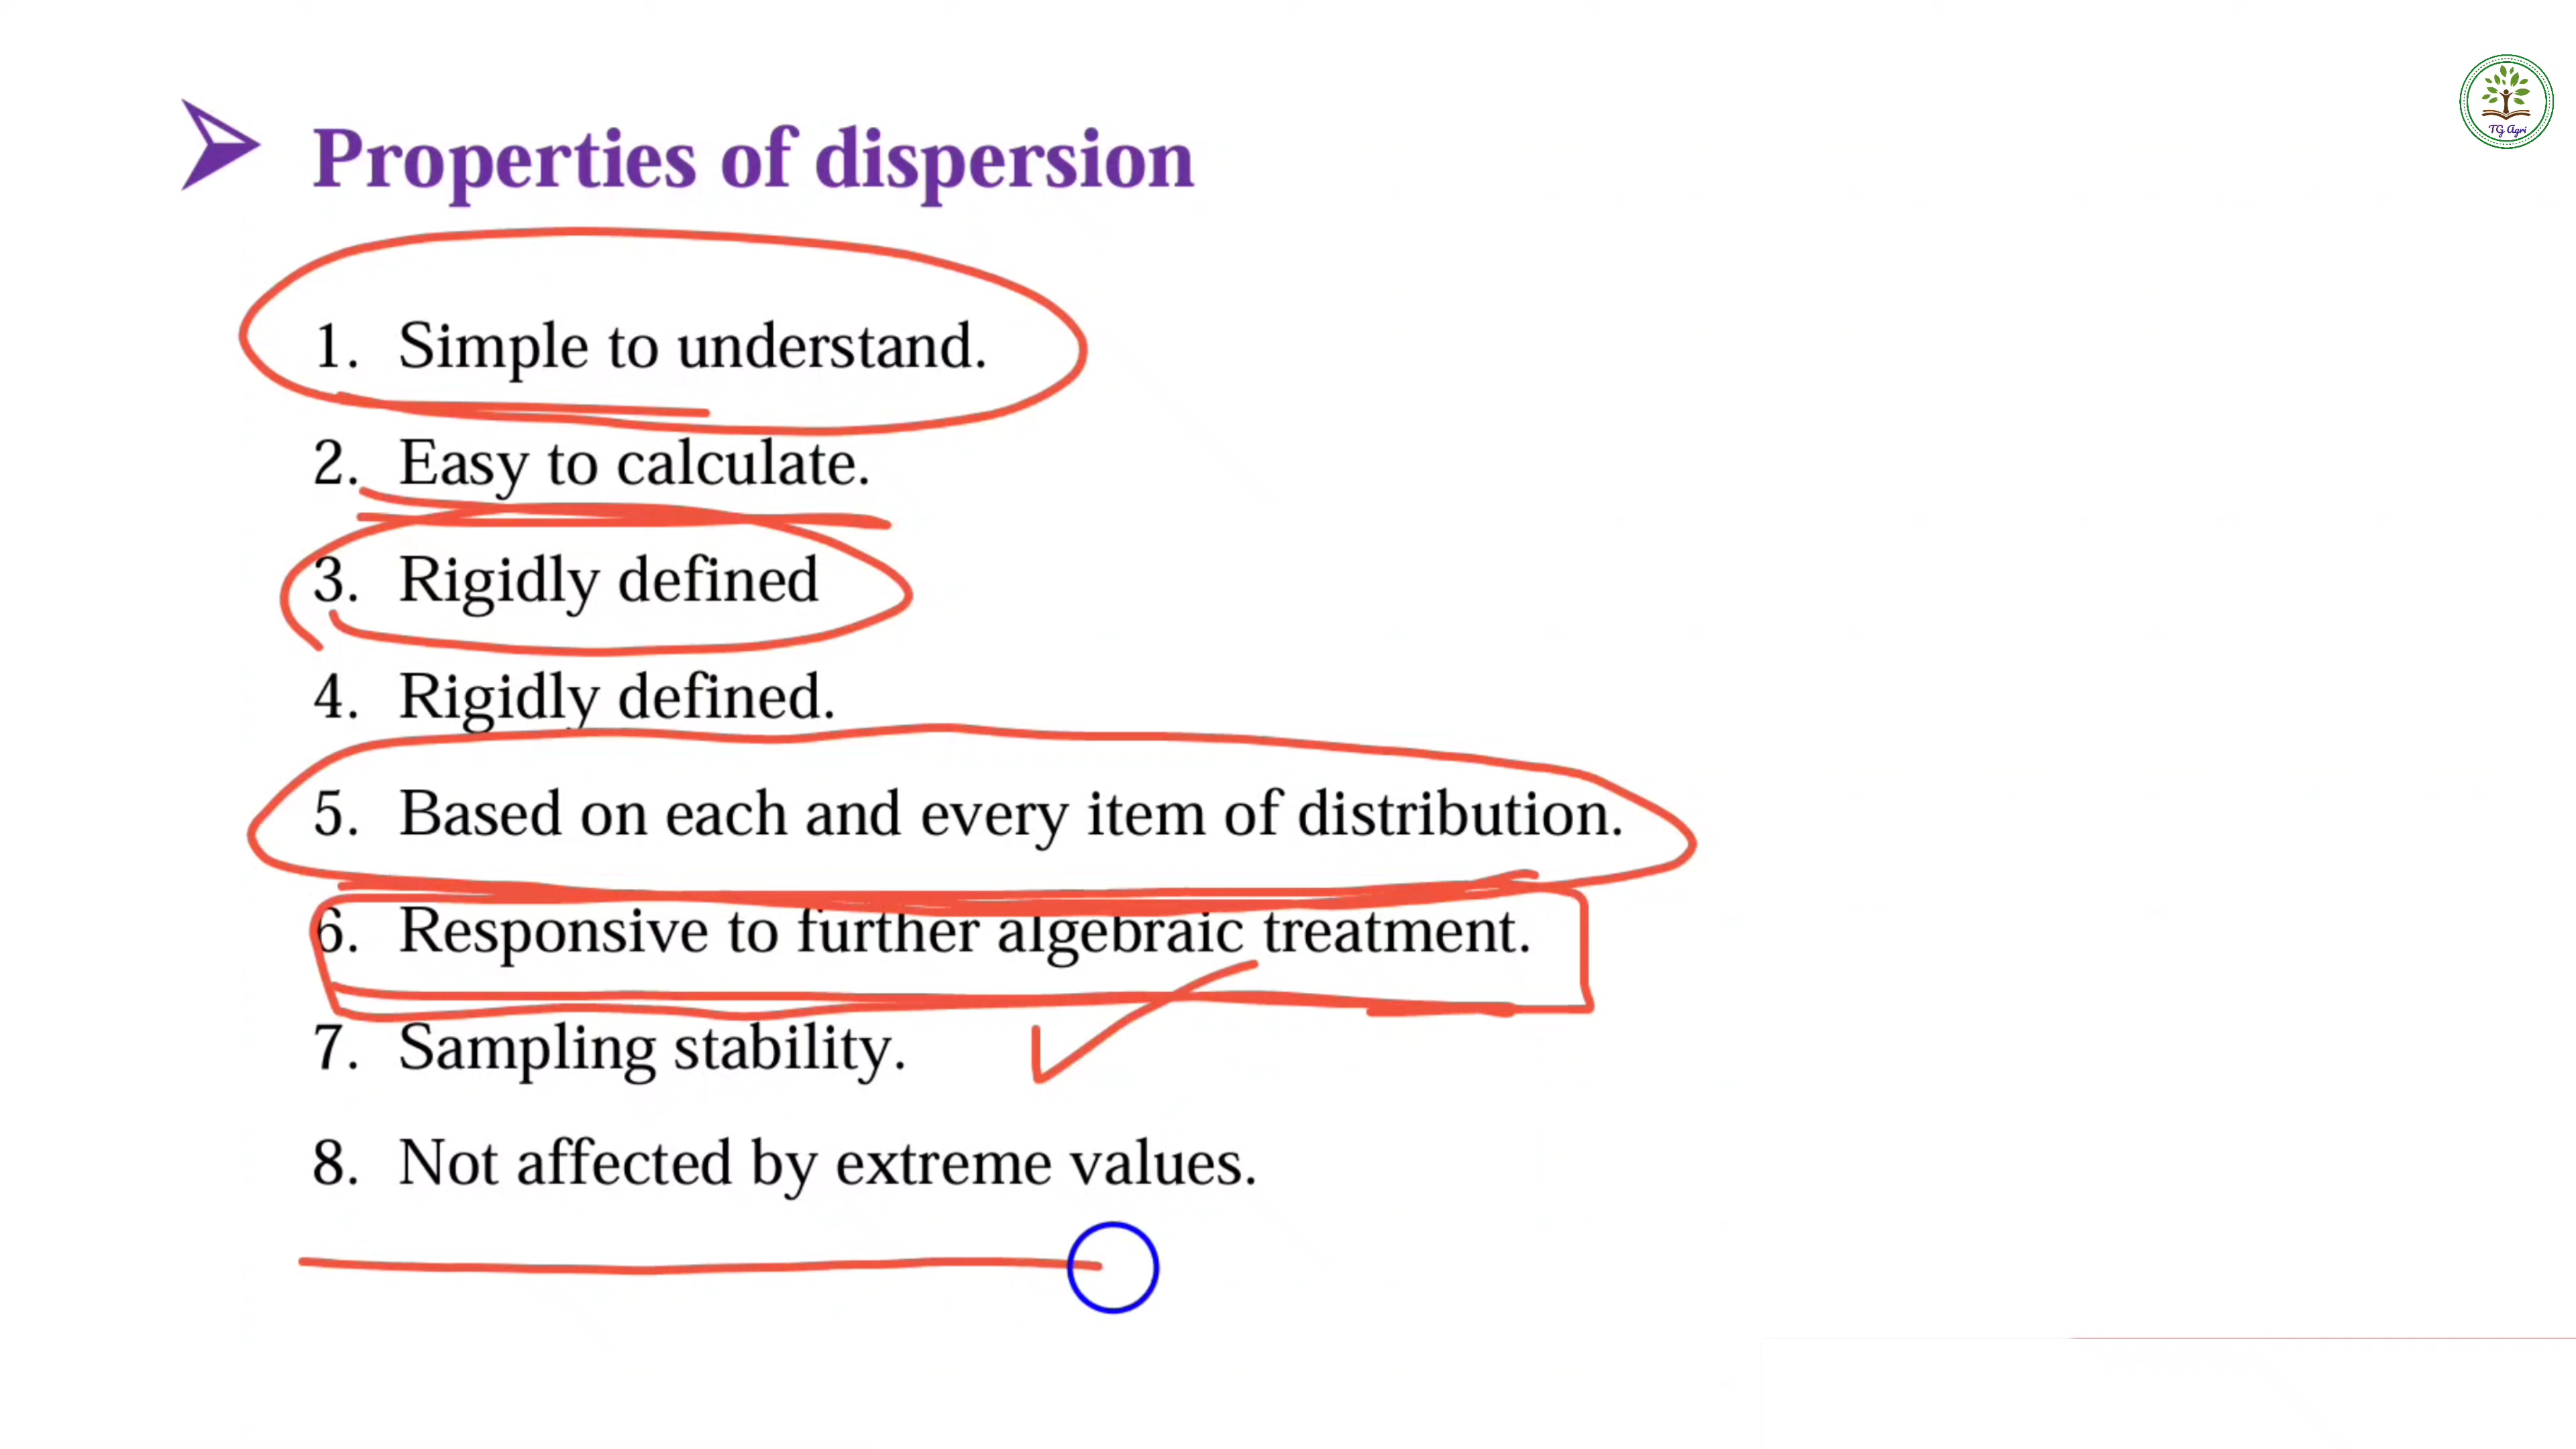 TG Agri
Properties of dispersion
1. Simple to understand.
2. Easy to calculate.
3. Rigidly defined
4. Rigidly defined.
5. Based on each and every item of distribution.
6. Responsive to further algebraic treatment.
7. Sampling stability.
8. Not affected by extreme values.